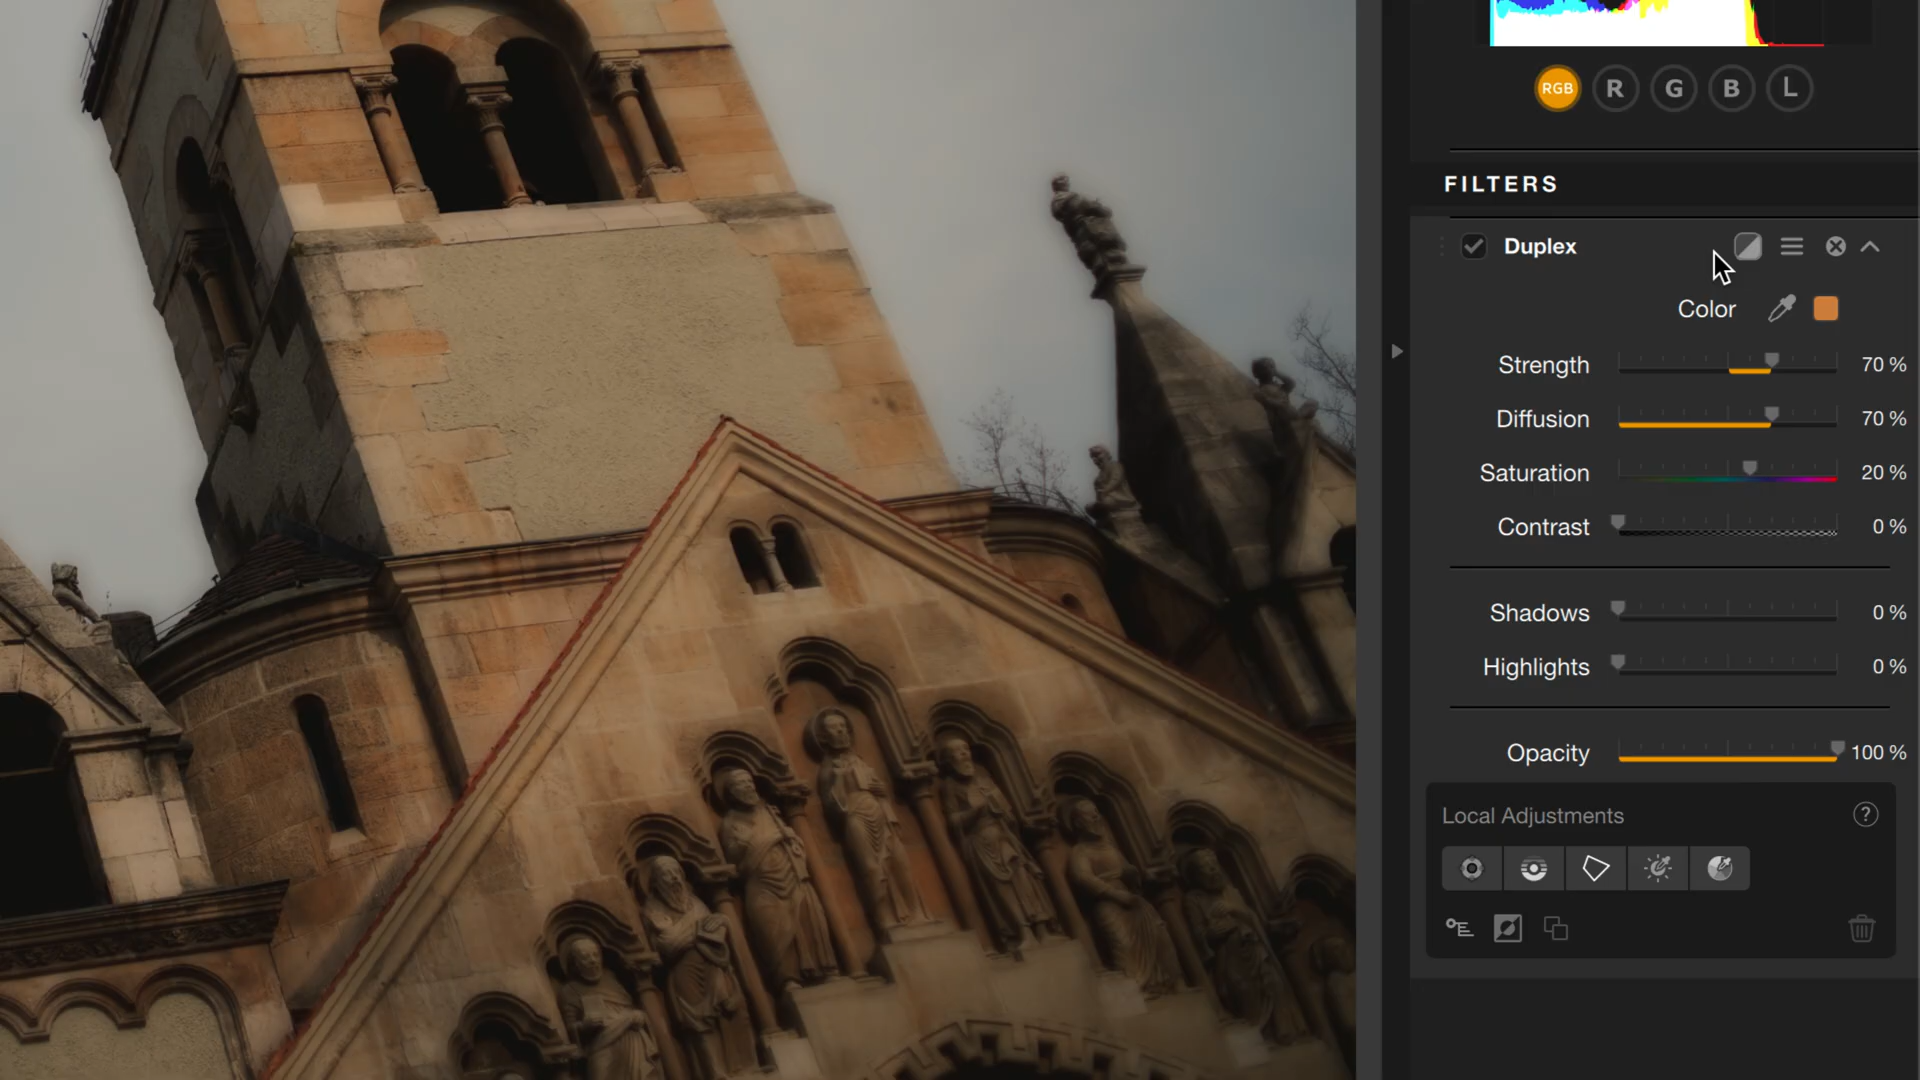 RGB R G B L
FILTERS
Duplex
Color
Strength 70 %
Diffusion 70 %
Saturation 20 %
Contrast 0 %
Shadows 0 %
Highlights 0 %
Opacity 100 %
Local Adjustments ?